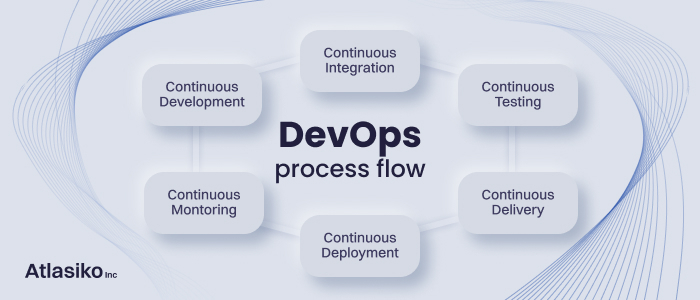 Continuous
Integration
Continuous
Development
Continuous
Testing
DevOps
process flow
Continuous
Montoring
Continuous
Delivery
Continuous
Deployment
Atlasiko Inc